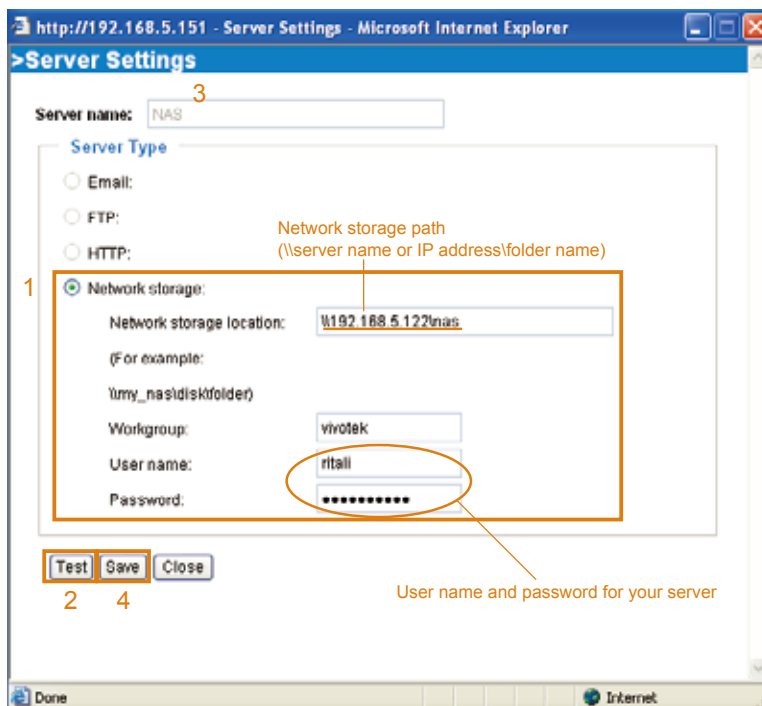 http://192.168.5.151 - Server Settings - Microsoft Internet Explorer
>Server Settings
3
Server name: NAS
Server Type
Email:
FTP:
HTTP:
Network storage path
(\\server name or IP address\folder name)
1
Network storage:
Network storage location: \\192.168.5.122\nas
(For example:
\\my_nas\disk\folder)
Workgroup: vivotek
User name: ritali
Password: ●●●●●●●●●●
Test Save Close
2 4
User name and password for your server
Done Internet